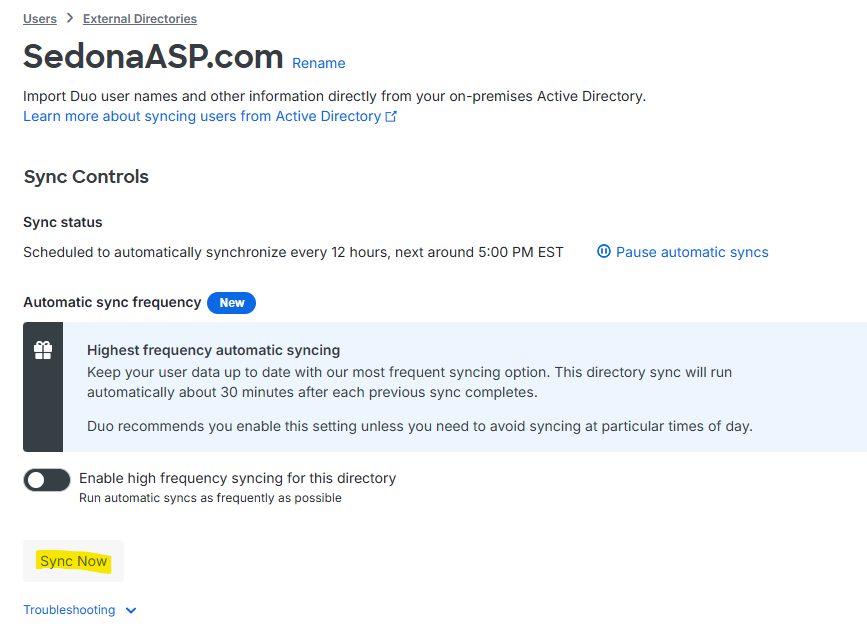 Users > External Directories
SedonaASP.com Rename
Import Duo user names and other information directly from your on-premises Active Directory.
Learn more about syncing users from Active Directory
Sync Controls
Sync status
Scheduled to automatically synchronize every 12 hours, next around 5:00 PM EST Pause automatic syncs
Automatic sync frequency New
Highest frequency automatic syncing
Keep your user data up to date with our most frequent syncing option. This directory sync will run
automatically about 30 minutes after each previous sync completes.
Duo recommends you enable this setting unless you need to avoid syncing at particular times of day.
Enable high frequency syncing for this directory
Run automatic syncs as frequently as possible
Sync Now
Troubleshooting